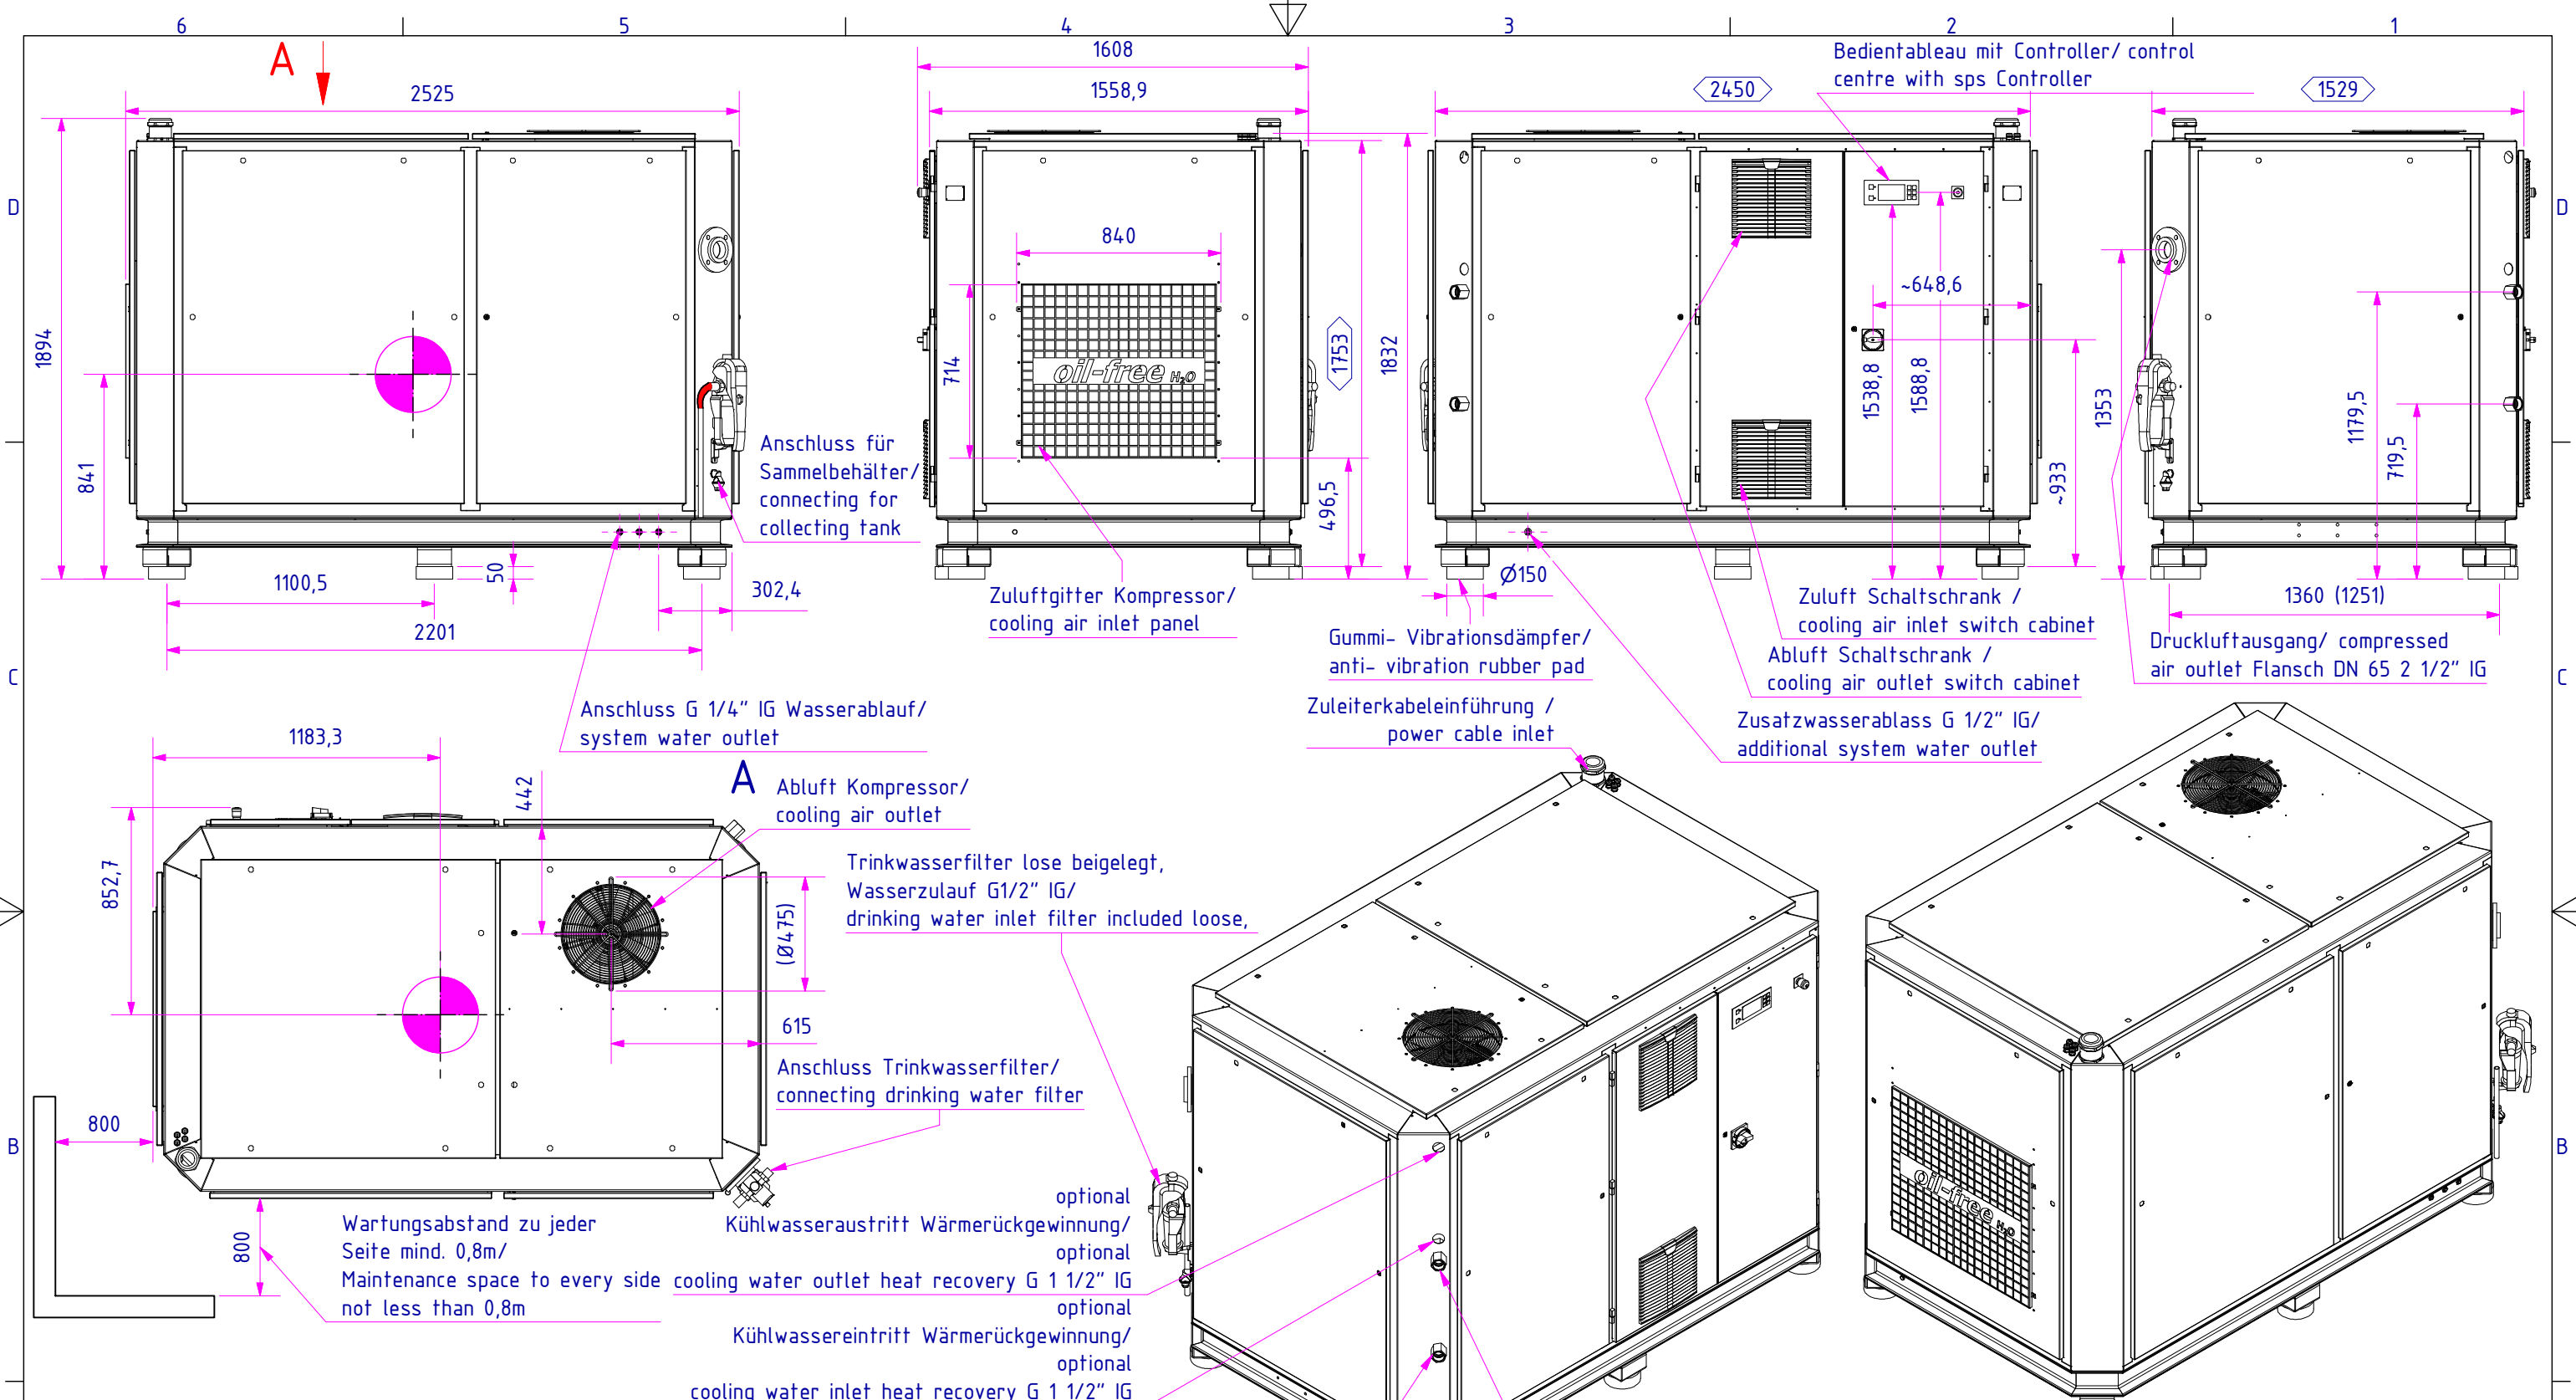 6
5
4
3
2
1
A
2525
1608
1558,9
2450
Bedientableau mit Controller/ control
centre with sps Controller
1529
D
D
1894
841
840
714
oil-free H₂O
1753
1832
496,5
~648,6
1538,8
1588,8
~933
1353
1179,5
719,5
Anschluss für
Sammelbehälter/
connecting for
collecting tank
1100,5
50
302,4
2201
Zuluftgitter Kompressor/
cooling air inlet panel
Ø150
Gummi- Vibrationsdämpfer/
anti- vibration rubber pad
Zuluft Schaltschrank /
cooling air inlet switch cabinet
Abluft Schaltschrank /
cooling air outlet switch cabinet
1360 (1251)
Druckluftausgang/ compressed
air outlet Flansch DN 65 2 1/2" IG
C
C
Anschluss G 1/4" IG Wasserablauf/
system water outlet
Zuleiterkabeleinführung /
power cable inlet
Zusatzwasserablass G 1/2" IG/
additional system water outlet
1183,3
442
A
Abluft Kompressor/
cooling air outlet
852,7
(Ø475)
615
Trinkwasserfilter lose beigelegt,
Wasserzulauf G1/2" IG/
drinking water inlet filter included loose,
Anschluss Trinkwasserfilter/
connecting drinking water filter
800
B
B
800
Wartungsabstand zu jeder
Seite mind. 0,8m/
Maintenance space to every side
not less than 0,8m
optional
Kühlwasseraustritt Wärmerückgewinnung/
optional
cooling water outlet heat recovery G 1 1/2" IG
optional
Kühlwassereintritt Wärmerückgewinnung/
optional
cooling water inlet heat recovery G 1 1/2" IG
oil-free H₂O